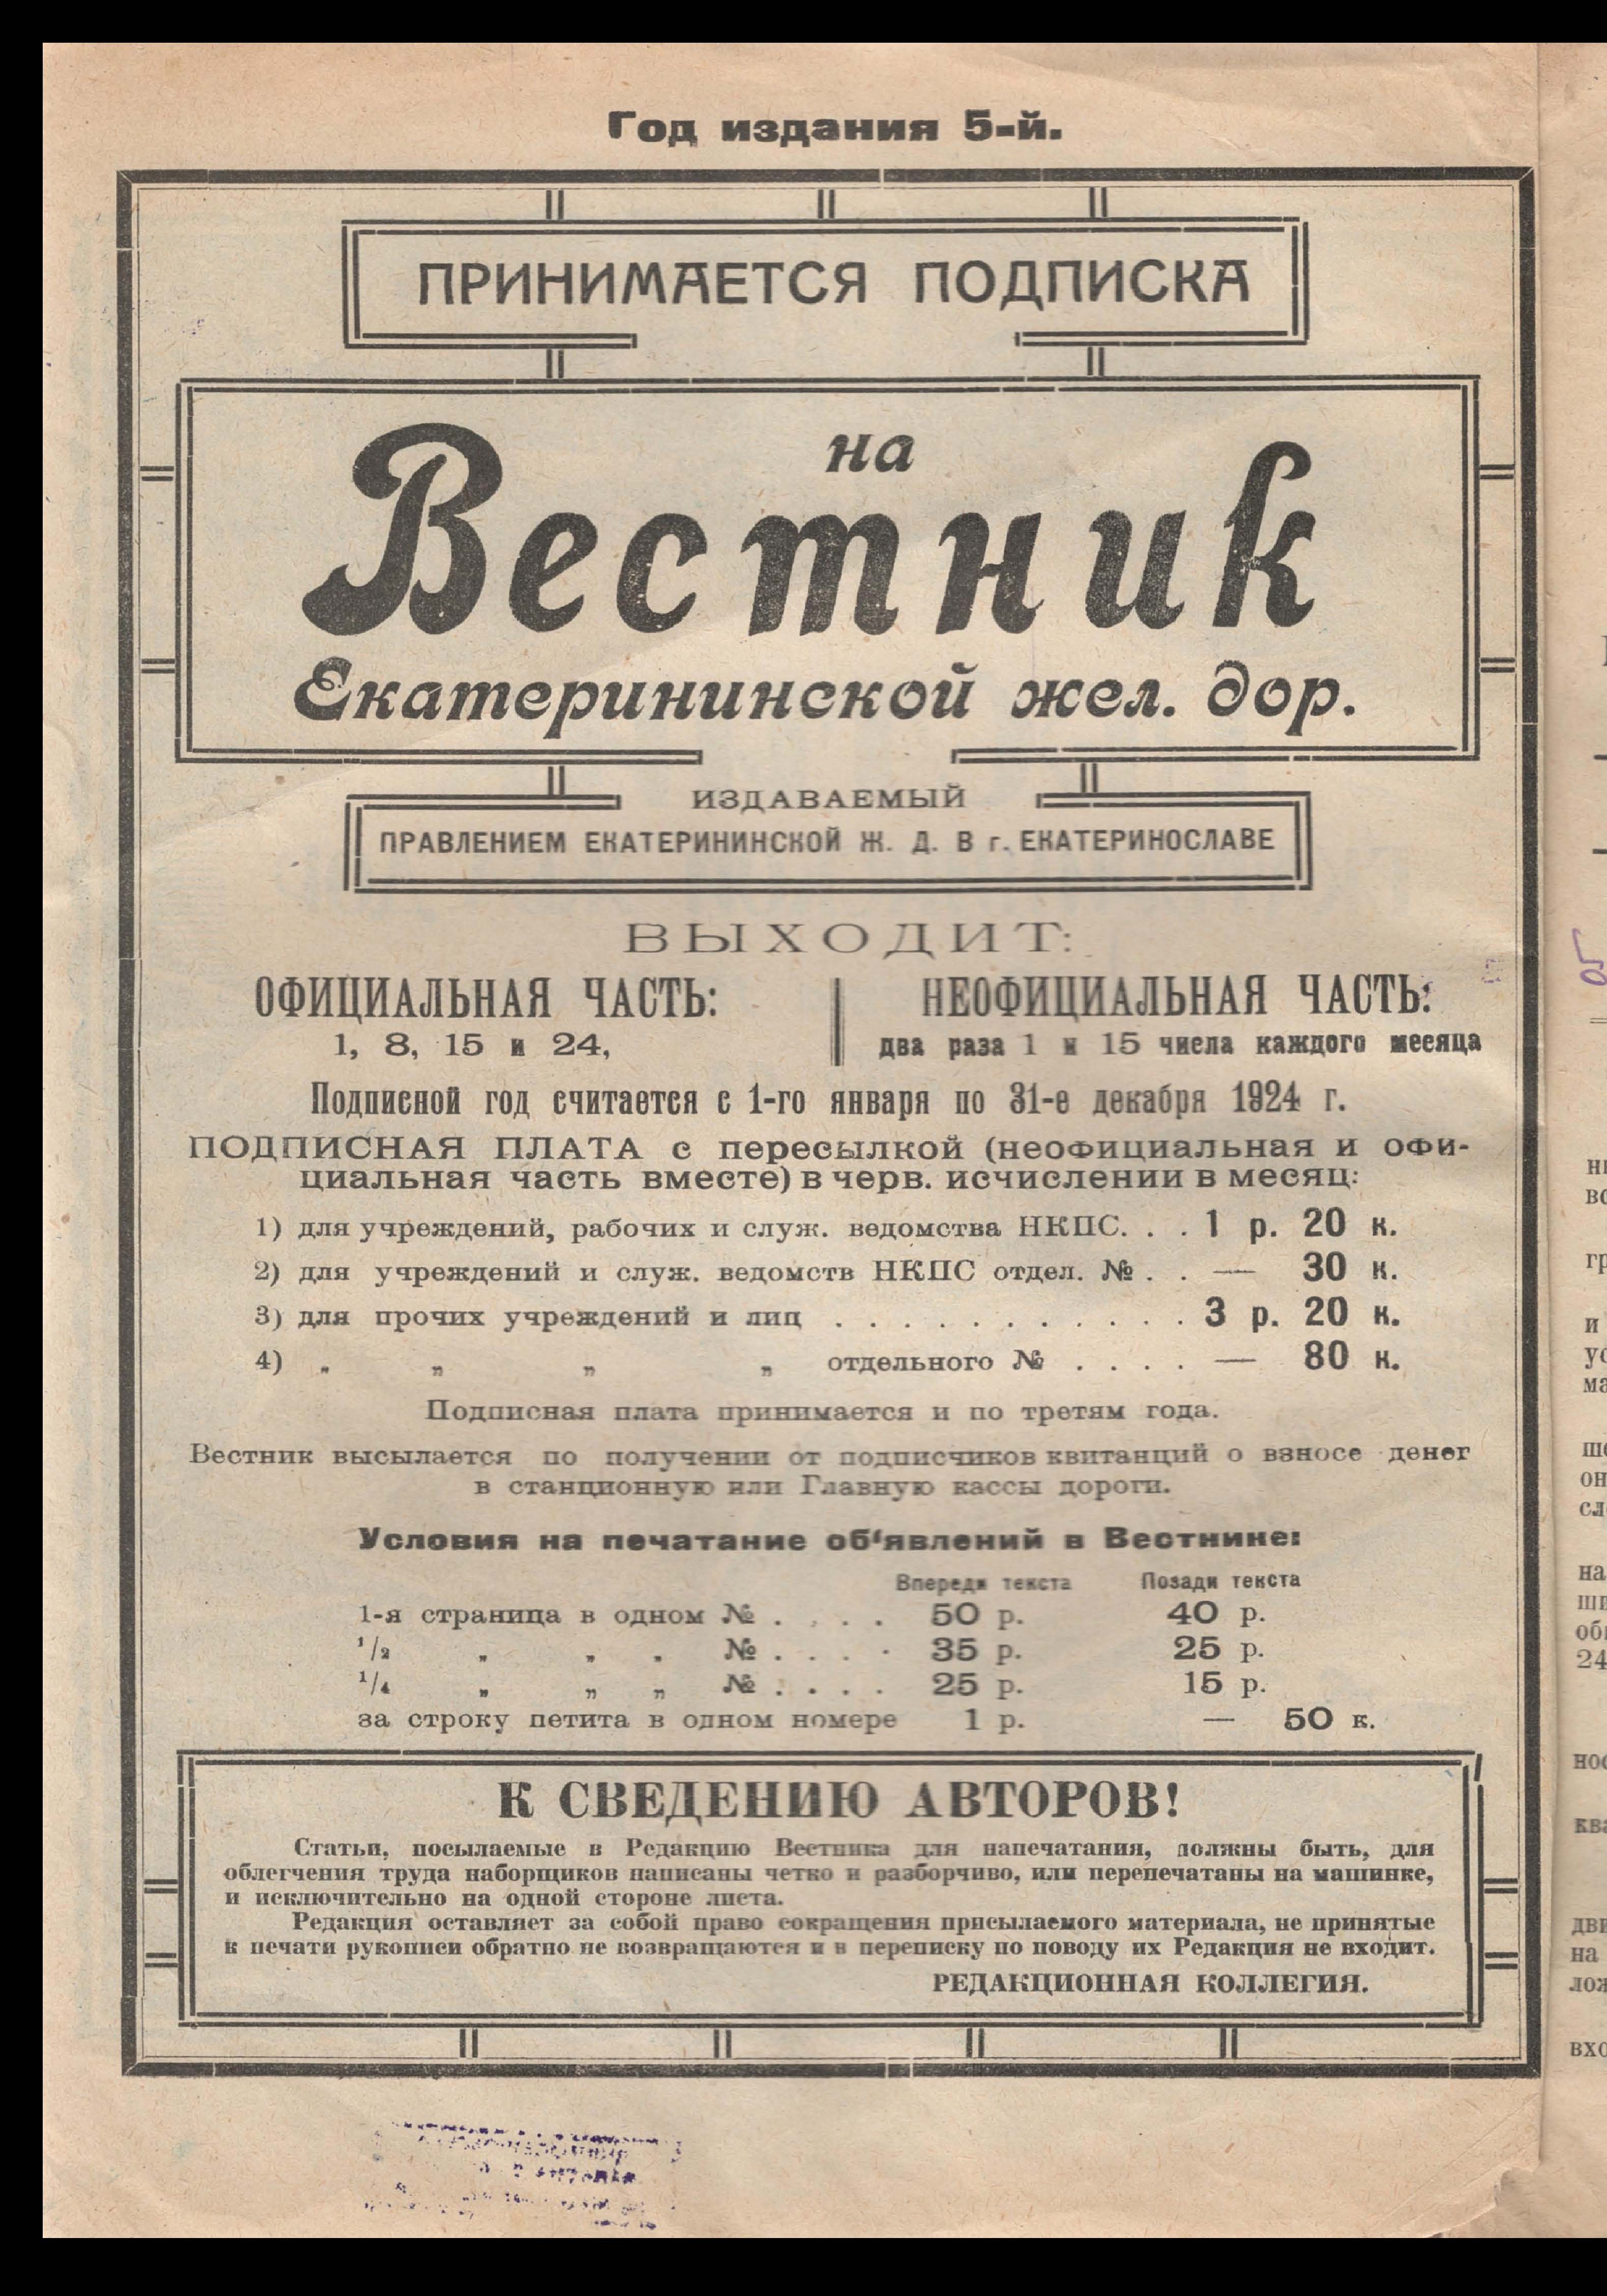 Год издания 5-й.
ПРИНИМАЕТСЯ ПОДПИСКА
на
Вестник
Екатерининской жел. дор.
ИЗДАВАЕМЫЙ
ПРАВЛЕНИЕМ ЕКАТЕРИНИНСКОЙ Ж. Д. В г. ЕКАТЕРИНОСЛАВЕ
ВЫХОДИТ:
ОФИЦИАЛЬНАЯ ЧАСТЬ:
1, 8, 15 и 24,
НЕОФИЦИАЛЬНАЯ ЧАСТЬ:
два раза 1 и 15 числа каждого месяца
Подписной год считается с 1-го января по 31-е декабря 1924 г.
ПОДПИСНАЯ ПЛАТА с пересылкой (неофициальная и офи-
циальная часть вместе) в черв. исчислении в месяц:
1) для учреждений, рабочих и служ. ведомства НКПС. . . 1 р. 20 к.
2) для учреждений и служ. ведомств НКПС отдел. № . . — 30 к.
3) для прочих учреждений и лиц . . . . . . . . . . . . 3 р. 20 к.
4) „ „ „ „ отдельного № . . . . — 80 к.
Подписная плата принимается и по третям года.
Вестник высылается по получении от подписчиков квитанций о взносе денег
в станционную или Главную кассы дороги.
Условия на печатание об'явлений в Вестнике:
Впереди текста Позади текста
1-я страница в одном № . . . . 50 р. 40 р.
1/2 „ „ „ № . . . . 35 р. 25 р.
1/4 „ „ „ № . . . . 25 р. 15 р.
за строку петита в одном номере 1 р. — 50 к.
К СВЕДЕНИЮ АВТОРОВ!
Статьи, посылаемые в Редакцию Вестника для напечатания, должны быть, для
облегчения труда наборщиков написаны четко и разборчиво, или перепечатаны на машинке,
и исключительно на одной стороне листа.
Редакция оставляет за собой право сокращения присылаемого материала, не принятые
к печати рукописи обратно не возвращаются и в переписку по поводу их Редакция не входит.
РЕДАКЦИОННАЯ КОЛЛЕГИЯ.